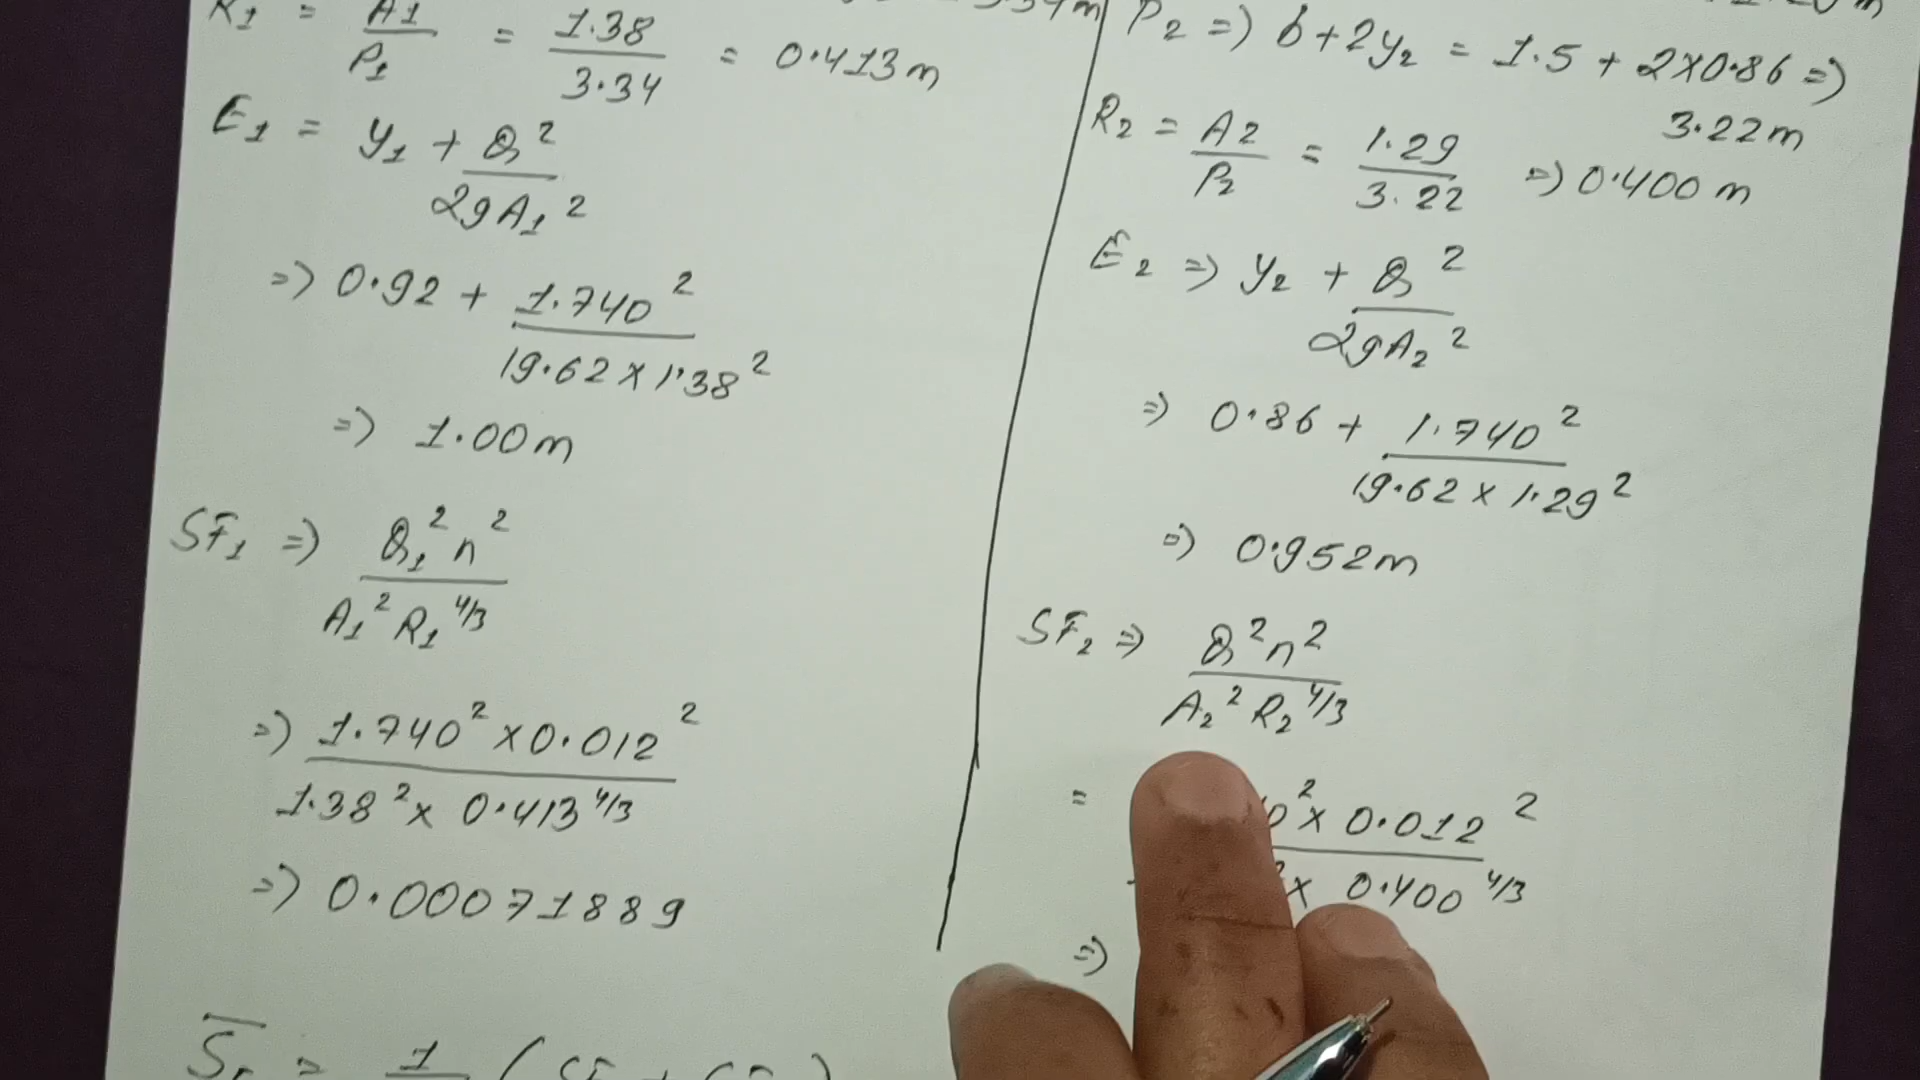 R1 = A1/P1 = 1.38/3.34 = 0.413m
E1 = y1 + Q²/2gA1²
=> 0.92 + 1.740²/19.62 x 1.38²
=> 1.00m
SF1 => Q1²n²/A1²R1^4/3
=> 1.740² x 0.012²/1.38² x 0.413^4/3
=> 0.00071889
P2 => b+2y2 = 1.5 + 2x0.86 =>
3.22m
R2 = A2/P2 = 1.29/3.22 => 0.400m
E2 => y2 + Q²/2gA2²
=> 0.86 + 1.740²/19.62 x 1.29²
=> 0.952m
SF2 => Q²n²/A2²R2^4/3
= 0² x 0.012²/² x 0.400^4/3
=>